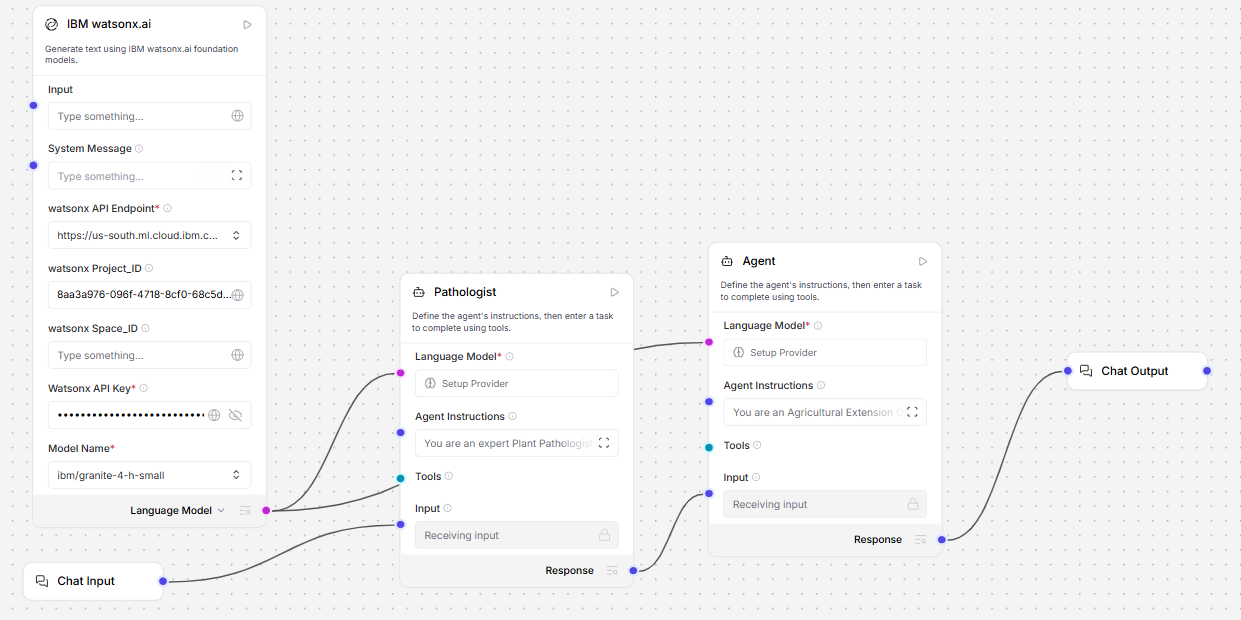 IBM watsonx.ai
Generate text using IBM watsonx.ai foundation
models.
Input
Type something...
System Message
Type something...
watsonx API Endpoint*
https://us-south.ml.cloud.ibm.c...
watsonx Project_ID
8aa3a976-096f-4718-8cf0-68c5d...
watsonx Space_ID
Type something...
Watsonx API Key*
Model Name*
ibm/granite-4-h-small
Language Model
Chat Input
Pathologist
Define the agent's instructions, then enter a task
to complete using tools.
Language Model*
Setup Provider
Agent Instructions
You are an expert Plant Pathologist
Tools
Input
Receiving input
Response
Agent
Define the agent's instructions, then enter a task
to complete using tools.
Language Model*
Setup Provider
Agent Instructions
You are an Agricultural Extension
Tools
Input
Receiving input
Response
Chat Output